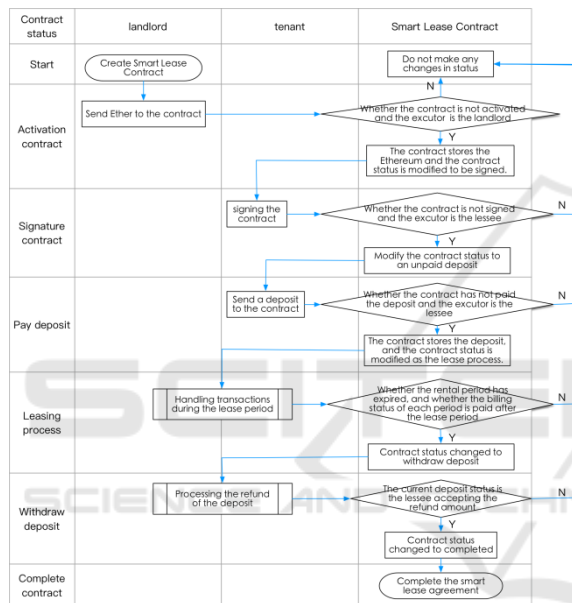 Contract
status
landlord
tenant
Smart Lease Contract
Start
Create Smart Lease
Contract
Do not make any
changes in status
N
Activation
contract
Send Ether to the contract
Whether the contract is not activated
and the excutor is the landlord
Y
The contract stores the
Ethereum and the contract
status is modified to be signed.
Signature
contract
signing the
contract
Whether the contract is not signed
and the excutor is the lessee
N
Y
Modify the contract status to
an unpaid deposit
Pay deposit
Send a deposit
to the contract
Whether the contract has not paid
the deposit and the excutor is the
lessee
N
Y
The contract stores the deposit,
and the contract status is
modified as the lease process.
Leasing
process
Handling transactions
during the lease period
Whether the rental period has
expired, and whether the billing
status of each period is paid after
the lease period
N
Y
Contract status changed to
withdraw deposit
Withdraw
deposit
Processing the refund
of the deposit
The current deposit status is
the lessee accepting the
refund amount.
N
Y
Contract status
changed to completed
Complete
contract
Complete the smart
lease agreement
SCITE
SCIENCE AND TECHN